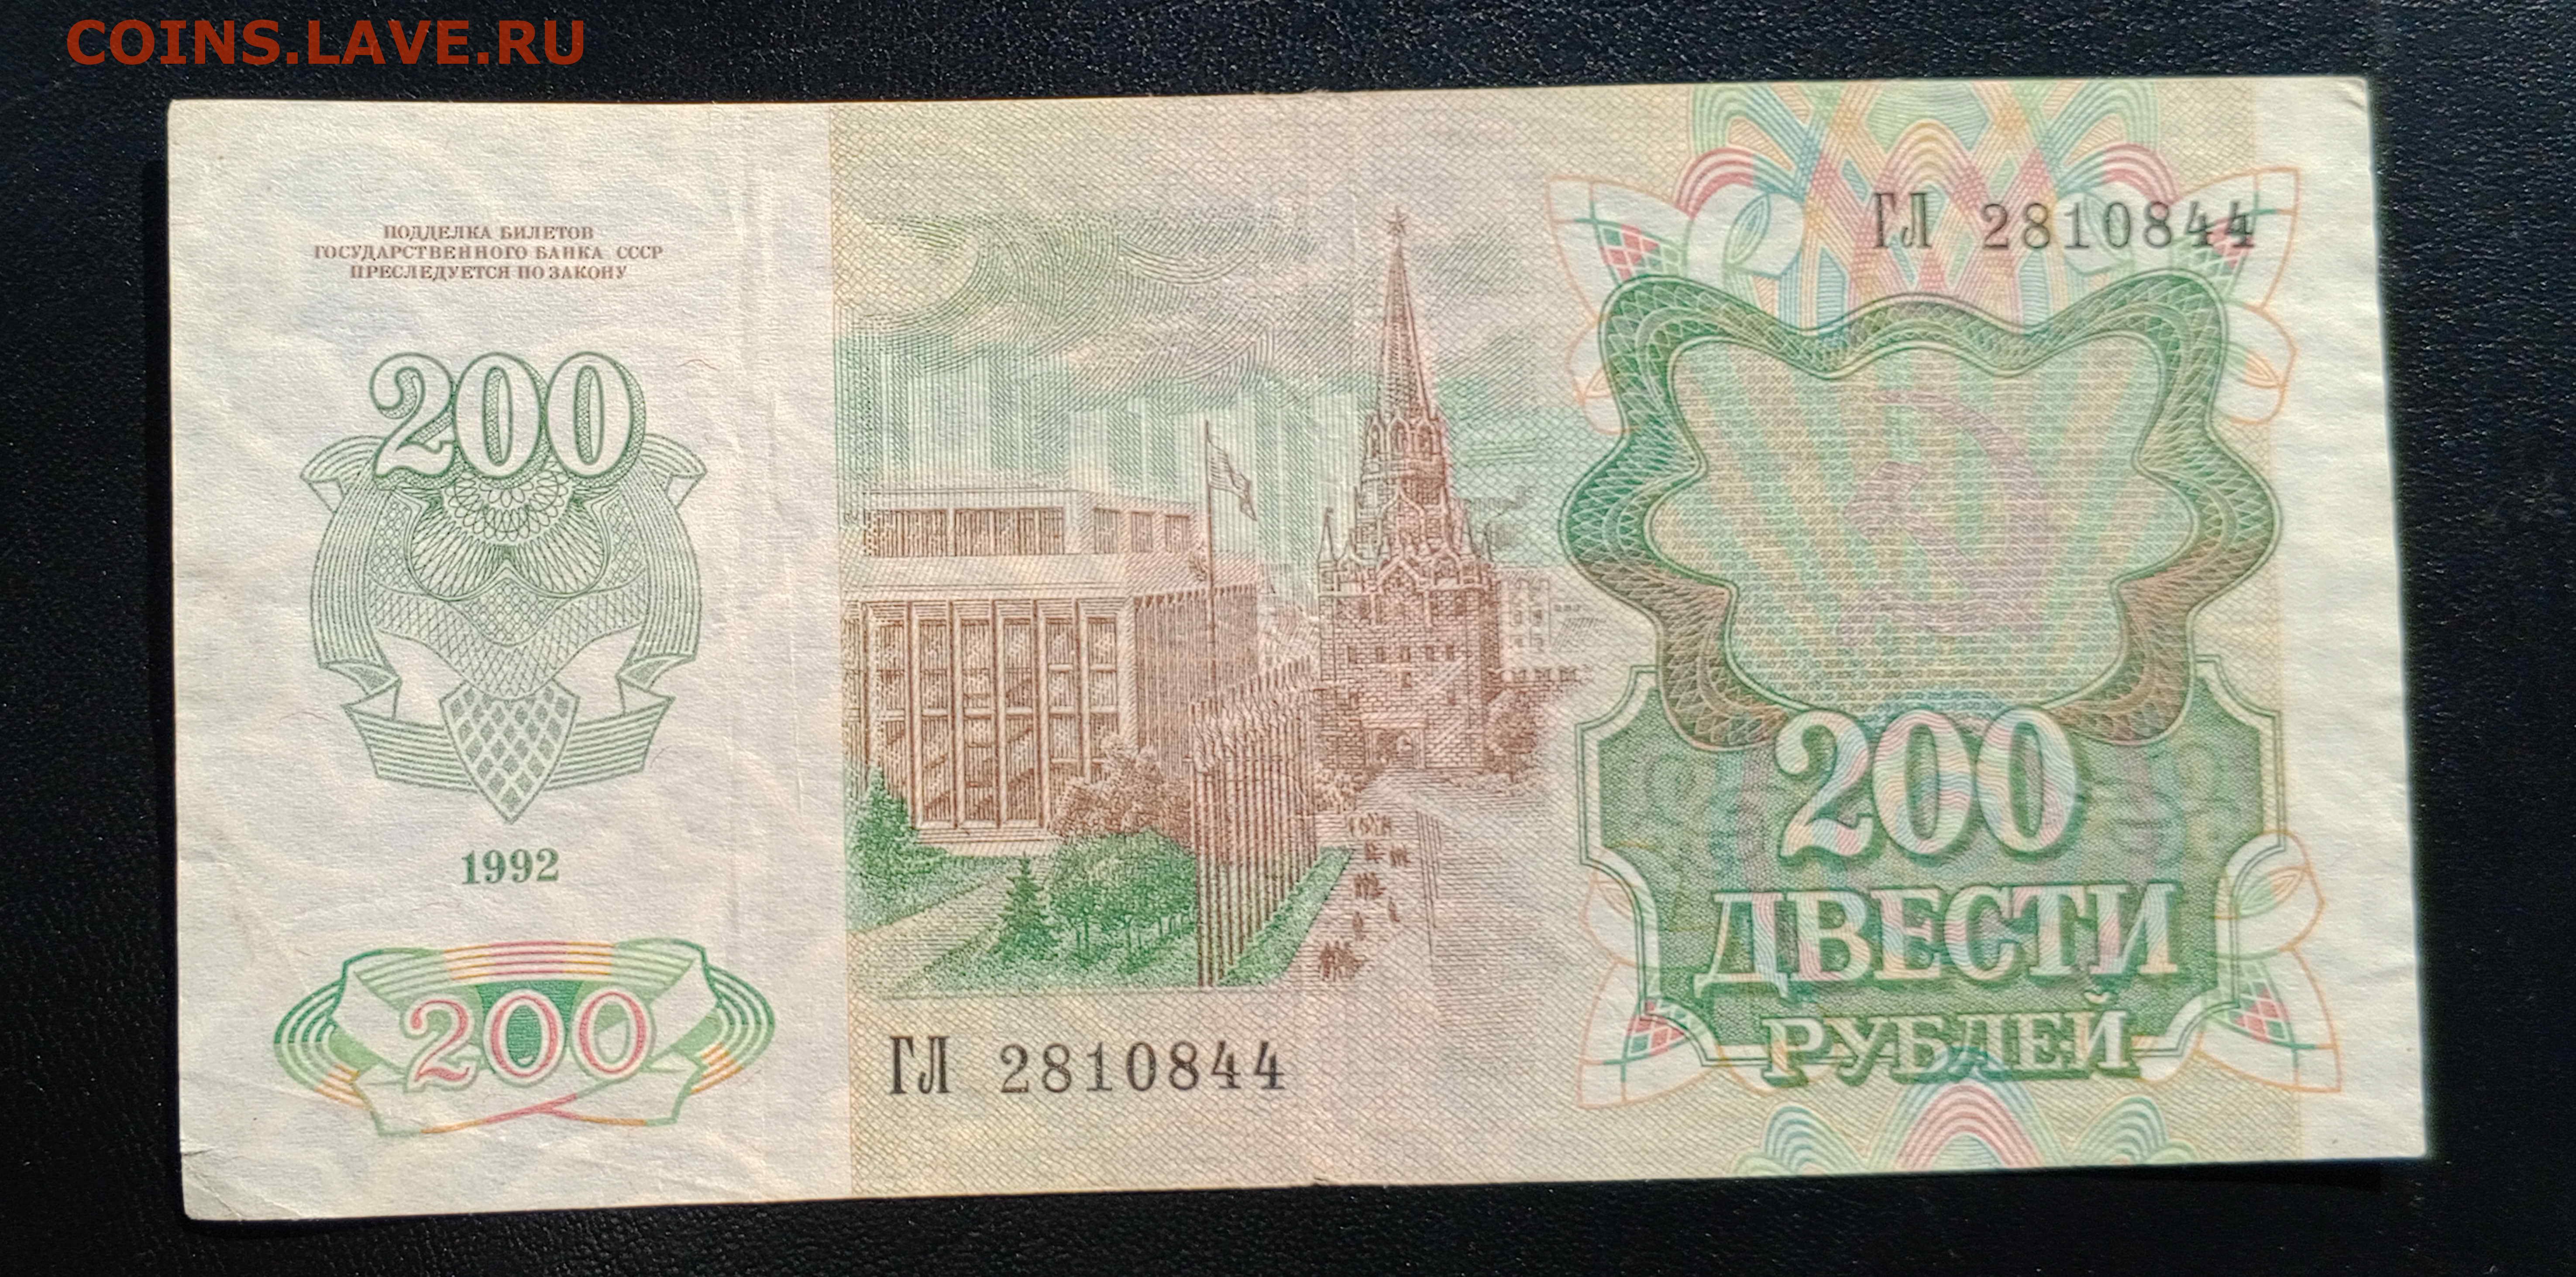 COINS.LAVE.RU
ПОДДЕЛКА БИЛЕТОВ
ГОСУДАРСТВЕННОГО БАНКА СССР
ПРЕСЛЕДУЕТСЯ ПО ЗАКОНУ
200
1992
200
ГЛ 2810844
ГЛ 2810844
200
ДВЕСТИ
РУБЛЕЙ